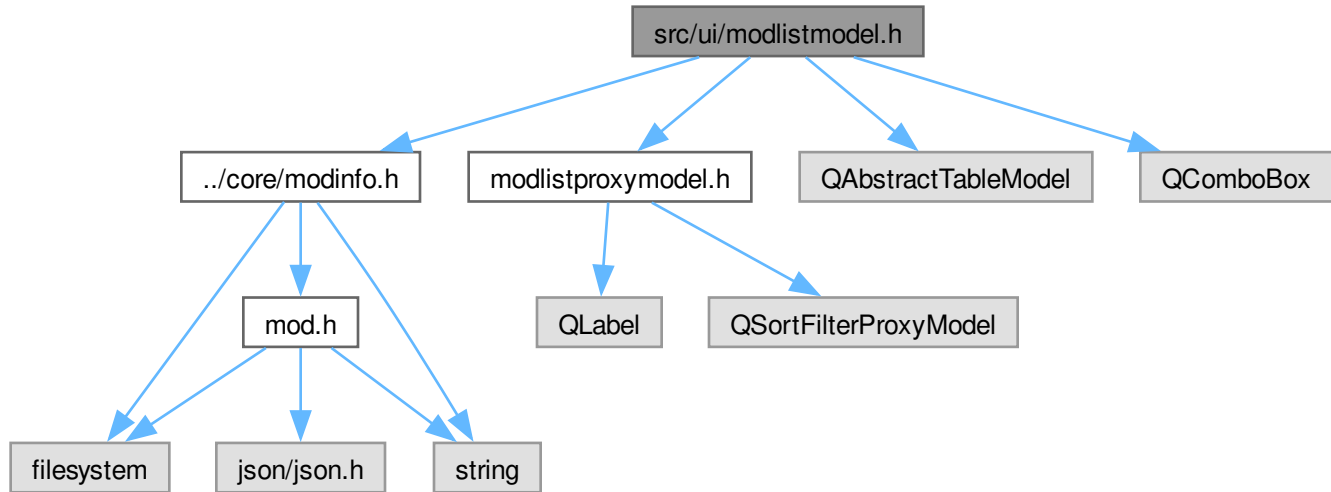 src/ui/modlistmodel.h
../core/modinfo.h
modlistproxymodel.h
QAbstractTableModel
QComboBox
mod.h
QLabel
QSortFilterProxyModel
filesystem
json/json.h
string